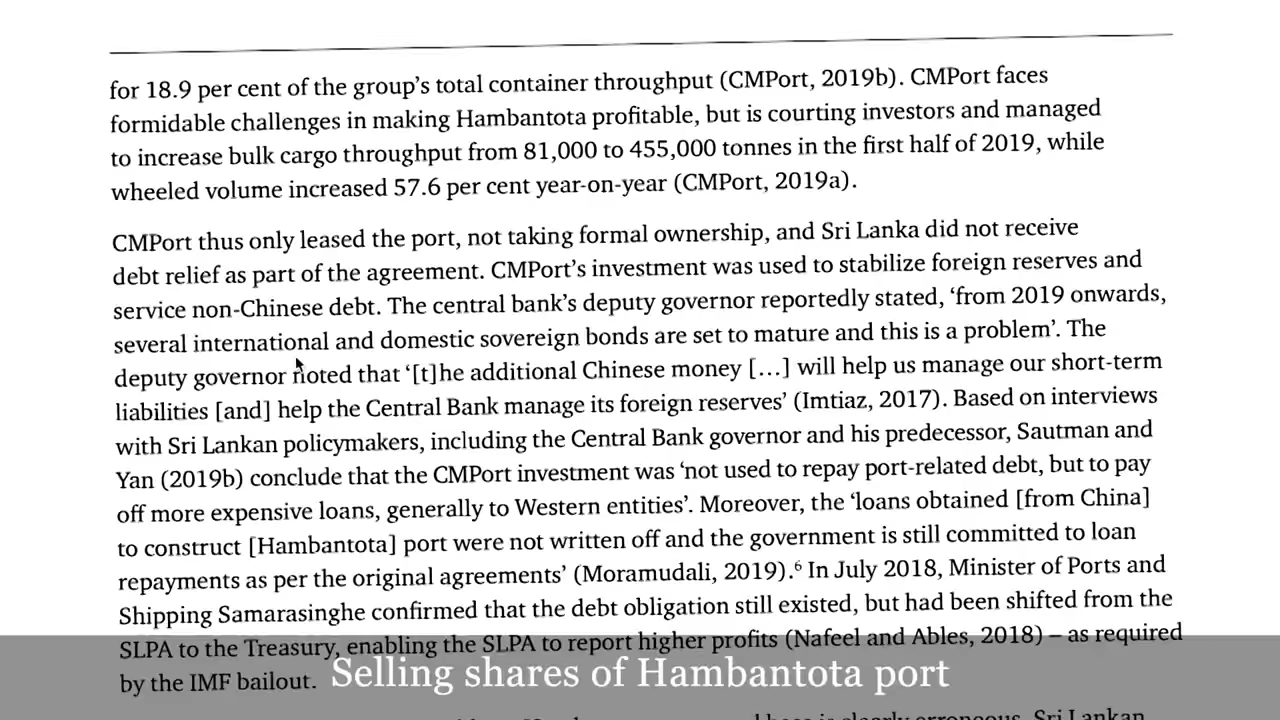 for 18.9 per cent of the group’s total container throughput (CMPort, 2019b). CMPort faces
formidable challenges in making Hambantota profitable, but is courting investors and managed
to increase bulk cargo throughput from 81,000 to 455,000 tonnes in the first half of 2019, while
wheeled volume increased 57.6 per cent year-on-year (CMPort, 2019a).
CMPort thus only leased the port, not taking formal ownership, and Sri Lanka did not receive
debt relief as part of the agreement. CMPort’s investment was used to stabilize foreign reserves and
service non-Chinese debt. The central bank’s deputy governor reportedly stated, ‘from 2019 onwards,
several international and domestic sovereign bonds are set to mature and this is a problem’. The
deputy governor noted that ‘[t]he additional Chinese money […] will help us manage our short-term
liabilities [and] help the Central Bank manage its foreign reserves’ (Imtiaz, 2017). Based on interviews
with Sri Lankan policymakers, including the Central Bank governor and his predecessor, Sautman and
Yan (2019b) conclude that the CMPort investment was ‘not used to repay port-related debt, but to pay
off more expensive loans, generally to Western entities’. Moreover, the ‘loans obtained [from China]
to construct [Hambantota] port were not written off and the government is still committed to loan
repayments as per the original agreements’ (Moramudali, 2019).⁶ In July 2018, Minister of Ports and
Shipping Samarasinghe confirmed that the debt obligation still existed, but had been shifted from the
SLPA to the Treasury, enabling the SLPA to report higher profits (Nafeel and Ables, 2018) – as required
by the IMF bailout.
Selling shares of Hambantota port
is clearly erroneous. Sri Lankan